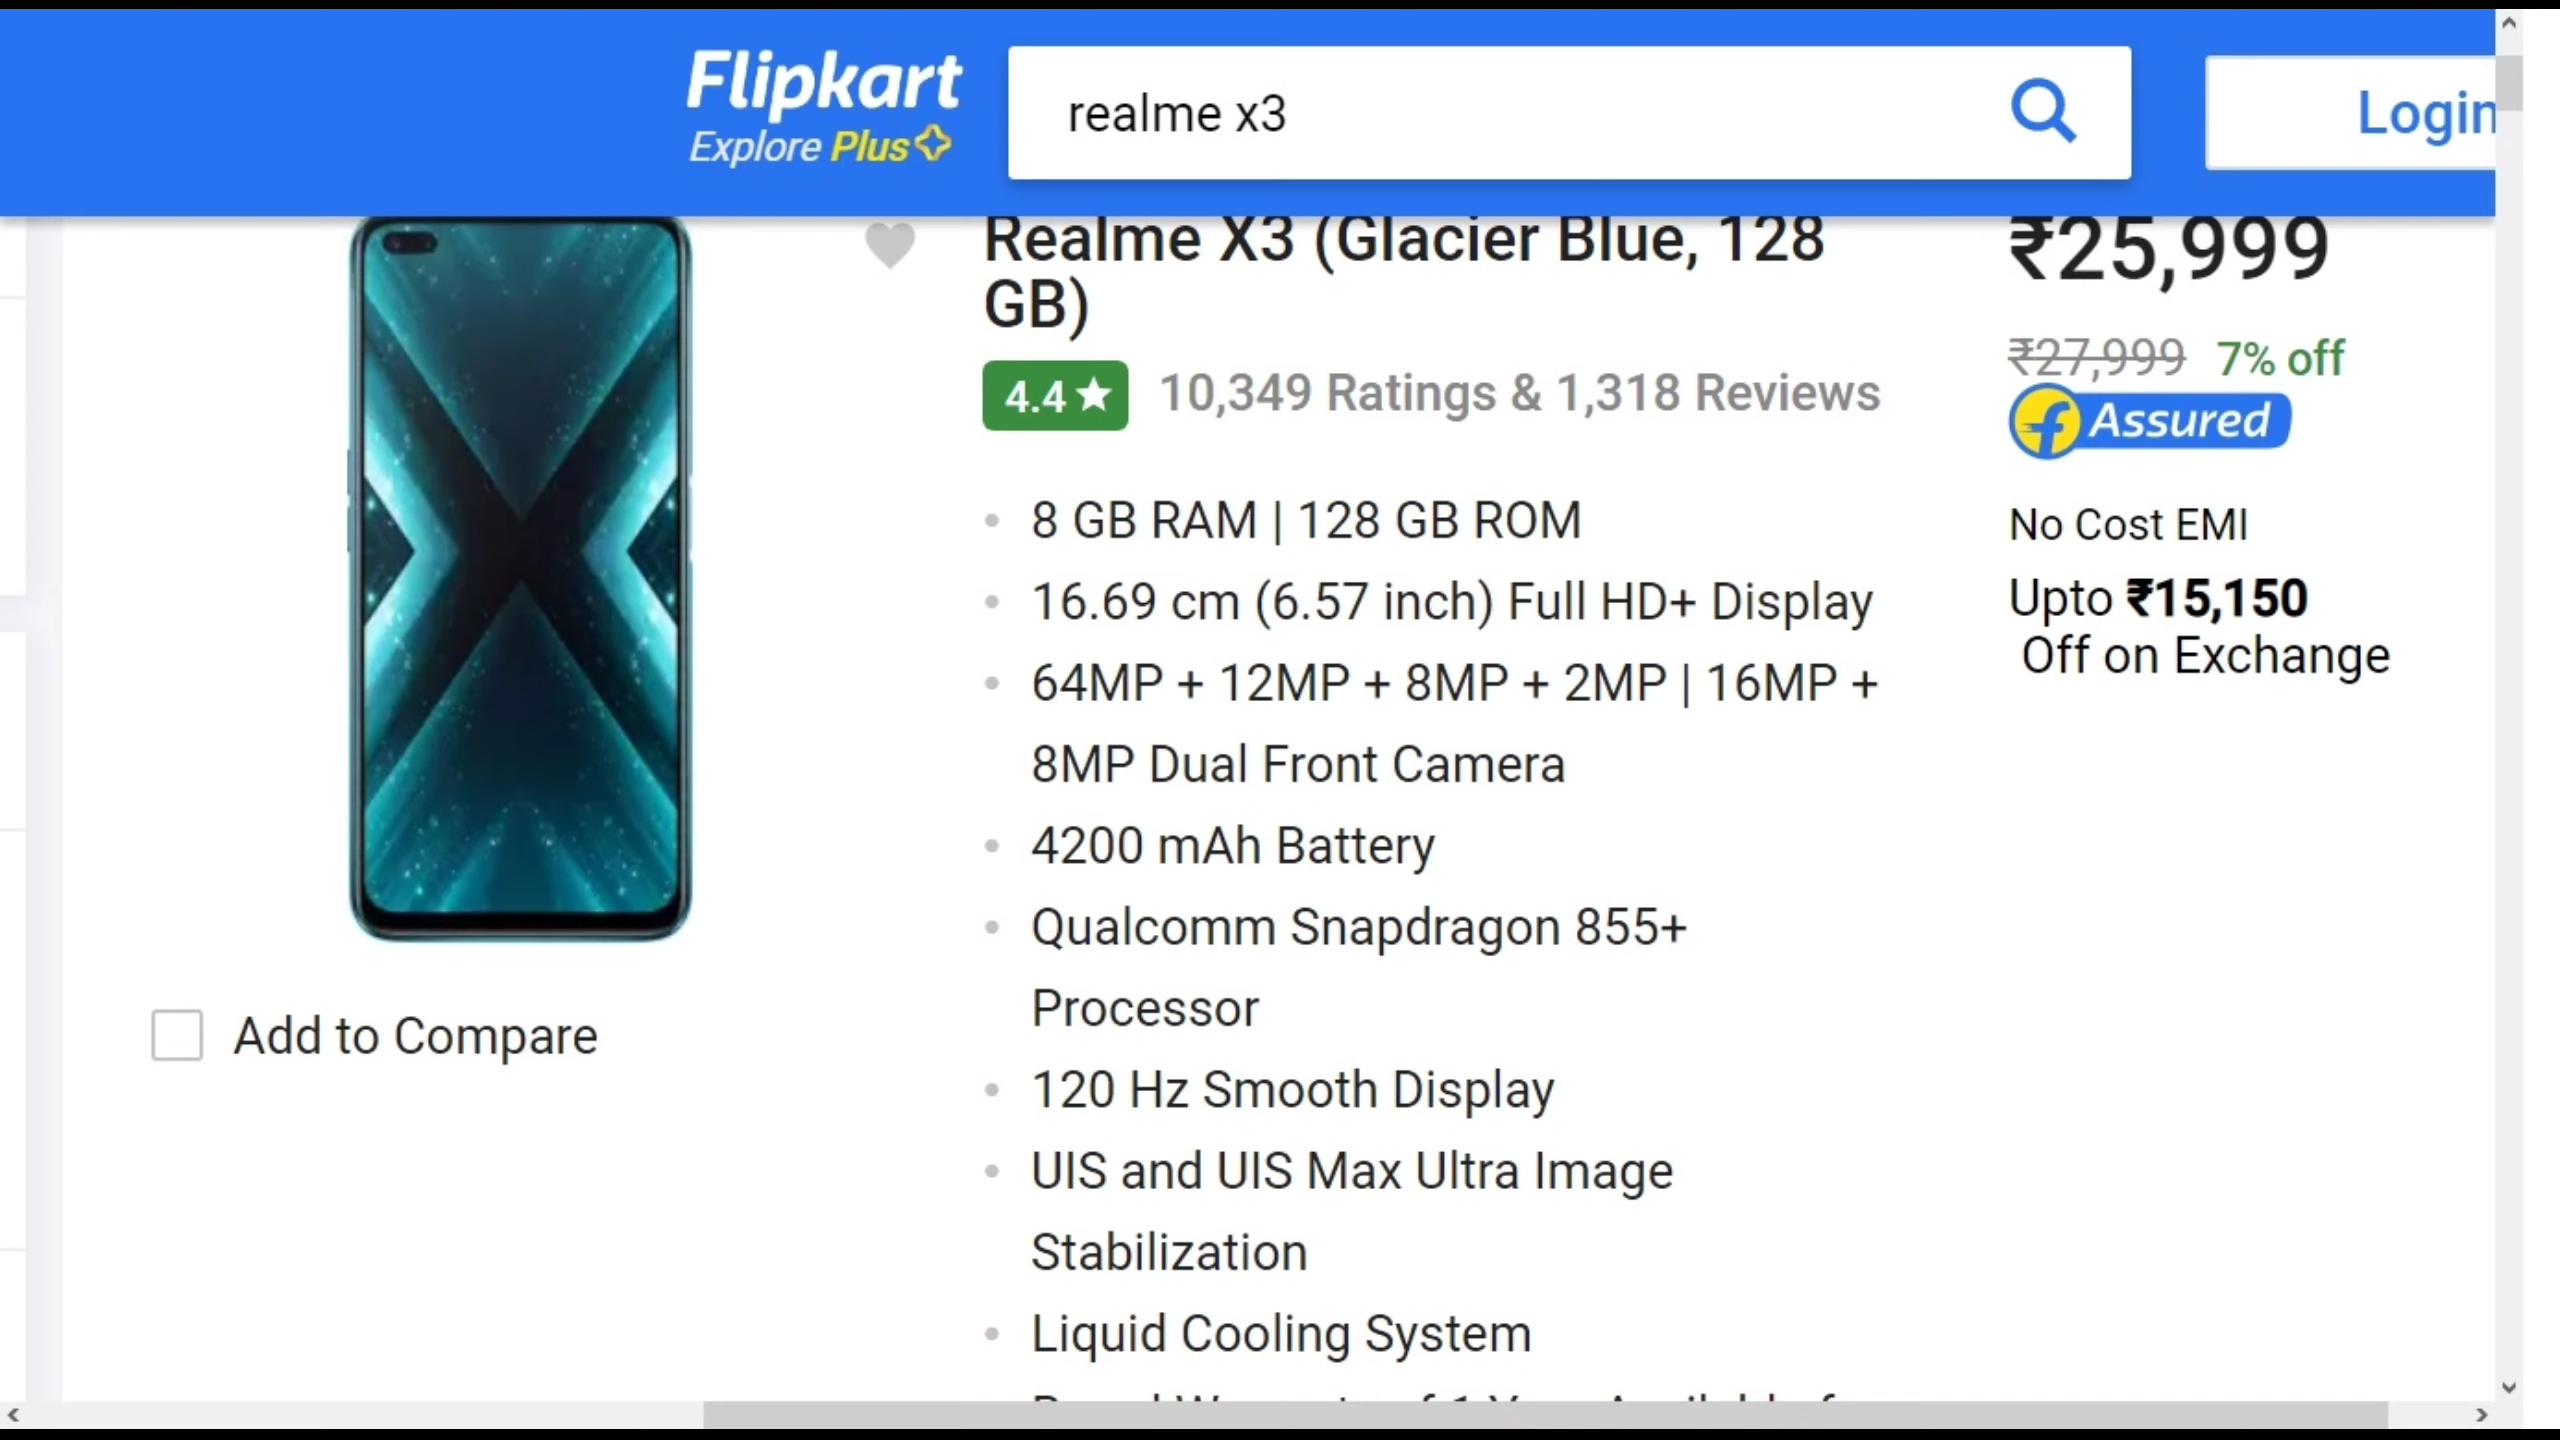 Flipkart
Explore Plus
realme x3
Login
Realme X3 (Glacier Blue, 128
GB)
4.4★ 10,349 Ratings & 1,318 Reviews
8 GB RAM | 128 GB ROM
16.69 cm (6.57 inch) Full HD+ Display
64MP + 12MP + 8MP + 2MP | 16MP +
8MP Dual Front Camera
4200 mAh Battery
Qualcomm Snapdragon 855+
Processor
120 Hz Smooth Display
UIS and UIS Max Ultra Image
Stabilization
Liquid Cooling System
₹25,999
₹27,999 7% off
f Assured
No Cost EMI
Upto ₹15,150
Off on Exchange
Add to Compare